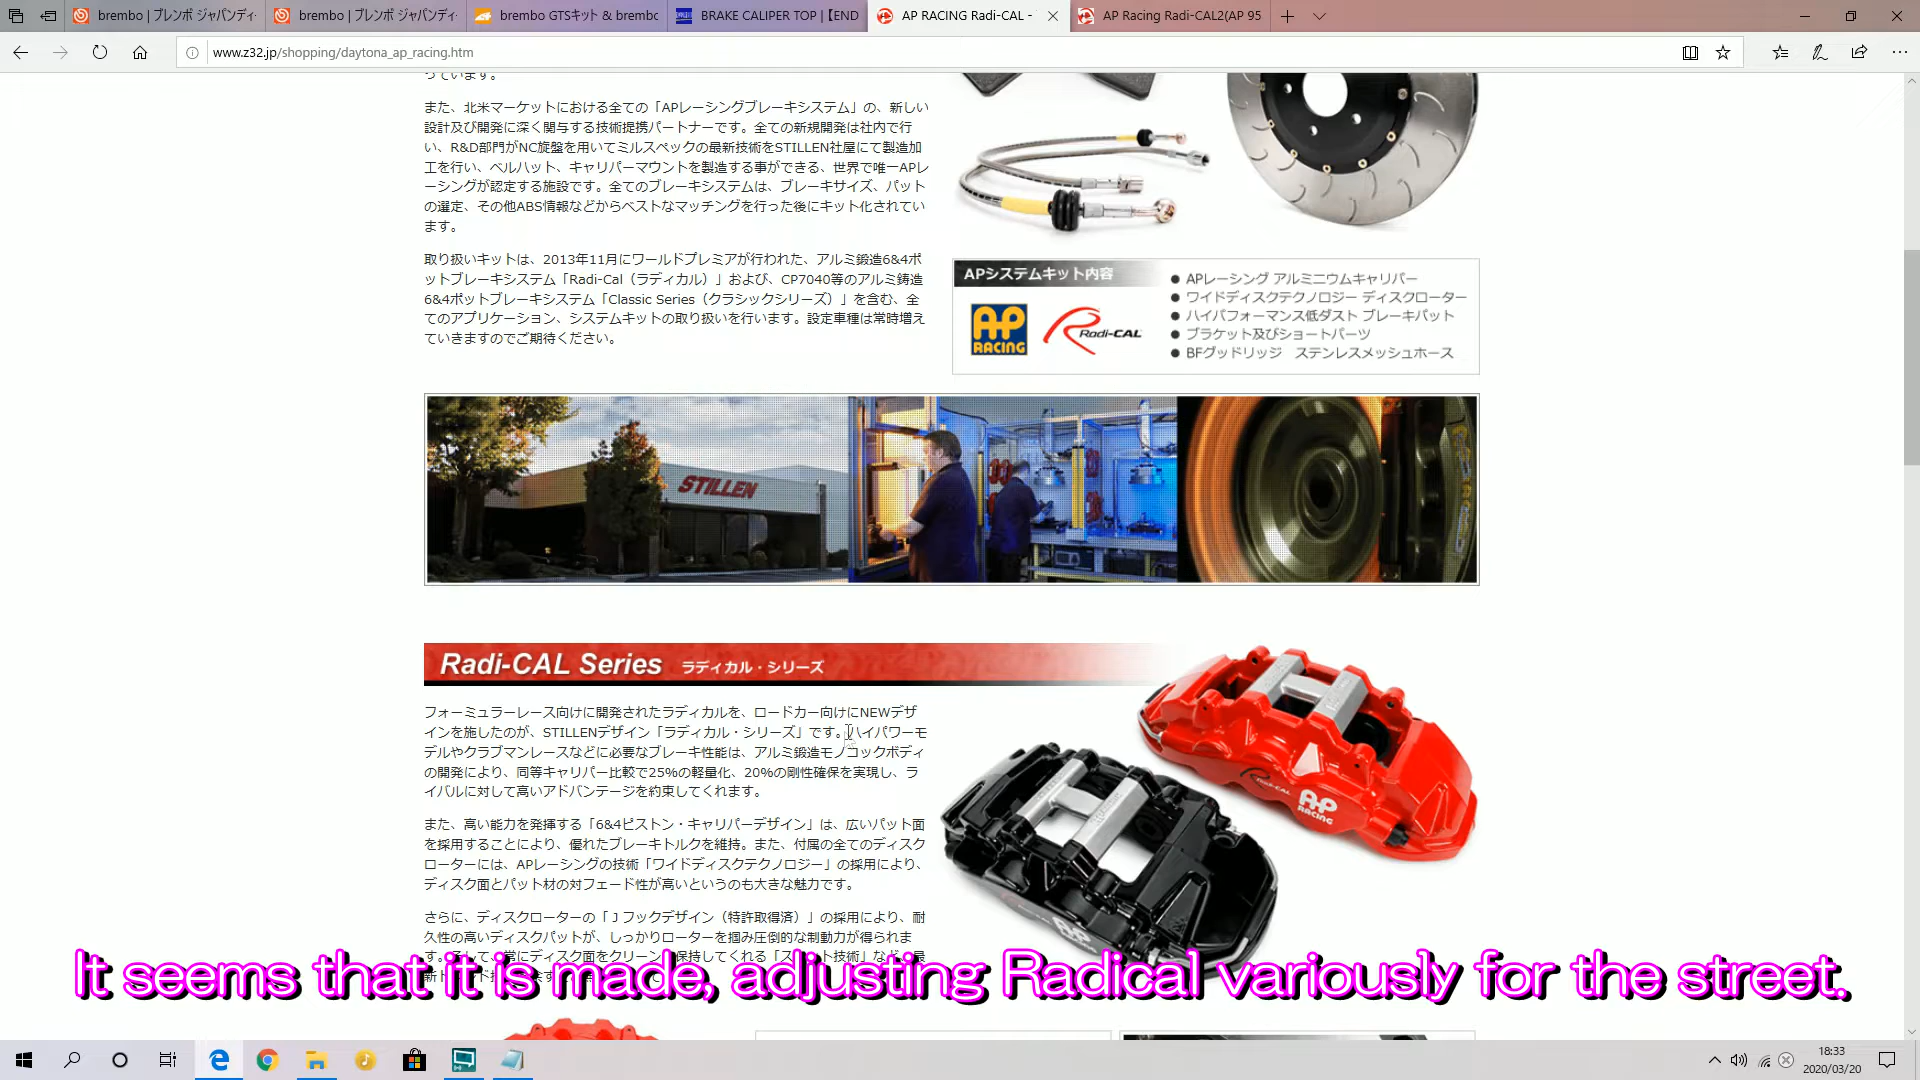 brembo | ブレンボ ジャパンディ
brembo | ブレンボ ジャパンディ
brembo GTSキット & brembc
BRAKE CALIPER TOP | 【END
AP RACING Radi-CAL -
AP Racing Radi-CAL2(AP 95
www.z32.jp/shopping/daytona_ap_racing.htm
っています。
また、北米マーケットにおける全ての「APレーシングブレーキシステム」の、新しい
設計及び開発に深く関与する技術提携パートナーです。全ての新規開発は社内で行
い、R&D部門がNC旋盤を用いてミルスペックの最新技術をSTILLEN社屋にて製造加
工を行い、ベルハット、キャリパーマウントを製造する事ができる、世界で唯一APレ
ーシングが認定する施設です。全てのブレーキシステムは、ブレーキサイズ、パット
の選定、その他ABS情報などからベストなマッチングを行った後にキット化されてい
ます。
取り扱いキットは、2013年11月にワールドプレミアが行われた、アルミ鍛造6&4ポ
ットブレーキシステム「Radi-Cal（ラディカル）」および、CP7040等のアルミ鋳造
6&4ポットブレーキシステム「Classic Series（クラシックシリーズ）」を含む、全
てのアプリケーション、システムキットの取り扱いを行います。設定車種は常時増え
ていきますのでご期待ください。
APシステムキット内容
AP RACING
Radi-CAL
● APレーシング アルミニウムキャリパー
● ワイドディスクテクノロジー ディスクローター
● ハイパフォーマンス低ダスト ブレーキパット
● ブラケット及びショートパーツ
● BFグッドリッジ　ステンレスメッシュホース
STILLEN
Radi-CAL Series ラディカル・シリーズ
フォーミュラーレース向けに開発されたラディカルを、ロードカー向けにNEWデザ
インを施したのが、STILLENデザイン「ラディカル・シリーズ」です。ハイパワーモ
デルやクラブマンレースなどに必要なブレーキ性能は、アルミ鍛造モノコックボディ
の開発により、同等キャリパー比較で25%の軽量化、20%の剛性確保を実現し、ラ
イバルに対して高いアドバンテージを約束してくれます。
また、高い能力を発揮する「6&4ピストン・キャリパーデザイン」は、広いパット面
を採用することにより、優れたブレーキトルクを維持。また、付属の全てのディスク
ローターには、APレーシングの技術「ワイドディスクテクノロジー」の採用により、
ディスク面とパット材の対フェード性が高いというのも大きな魅力です。
さらに、ディスクローターの「Ｊフックデザイン（特許取得済）」の採用により、耐
久性の高いディスクパットが、しっかりローターを掴み圧倒的な制動力が得られま
AP RACING
It seems that it is made, adjusting Radical variously for the street.
18:33
2020/03/20